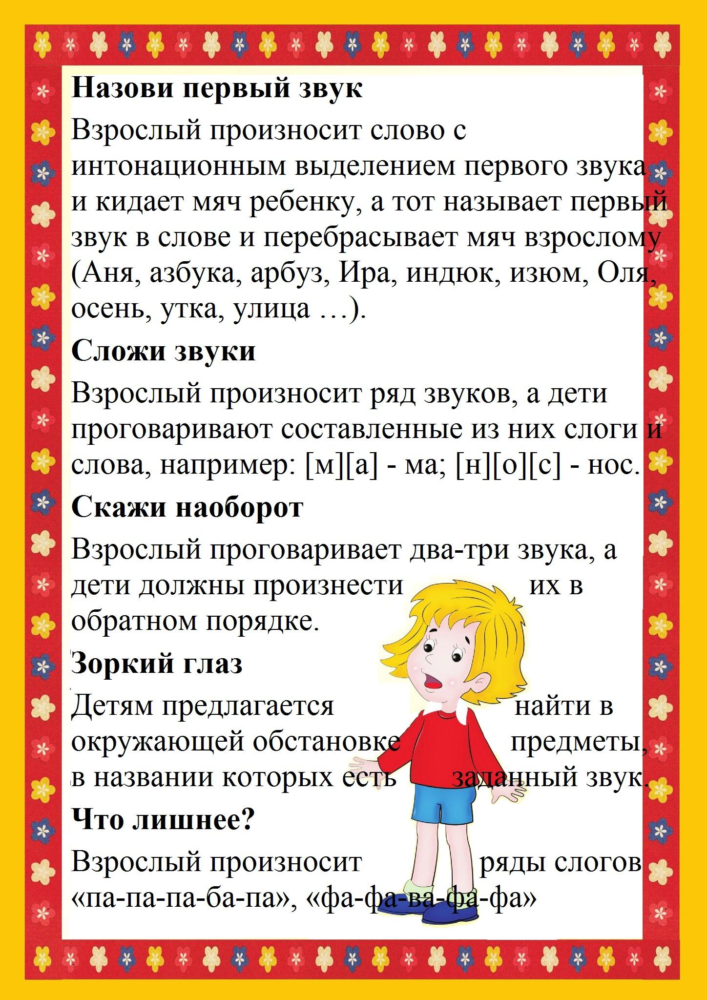 Назови первый звук
Взрослый произносит слово с
интонационным выделением первого звука
и кидает мяч ребенку, а тот называет первый
звук в слове и перебрасывает мяч взрослому
(Аня, азбука, арбуз, Ира, индюк, изюм, Оля,
осень, утка, улица …).
Сложи звуки
Взрослый произносит ряд звуков, а дети
проговаривают составленные из них слоги и
слова, например: [м][а] - ма; [н][о][с] - нос.
Скажи наоборот
Взрослый проговаривает два-три звука, а
дети должны произнести их в
обратном порядке.
Зоркий глаз
Детям предлагается найти в
окружающей обстановке предметы,
в названии которых есть заданный звук.
Что лишнее?
Взрослый произносит ряды слогов
«па-па-па-ба-па», «фа-фа-ва-фа-фа»